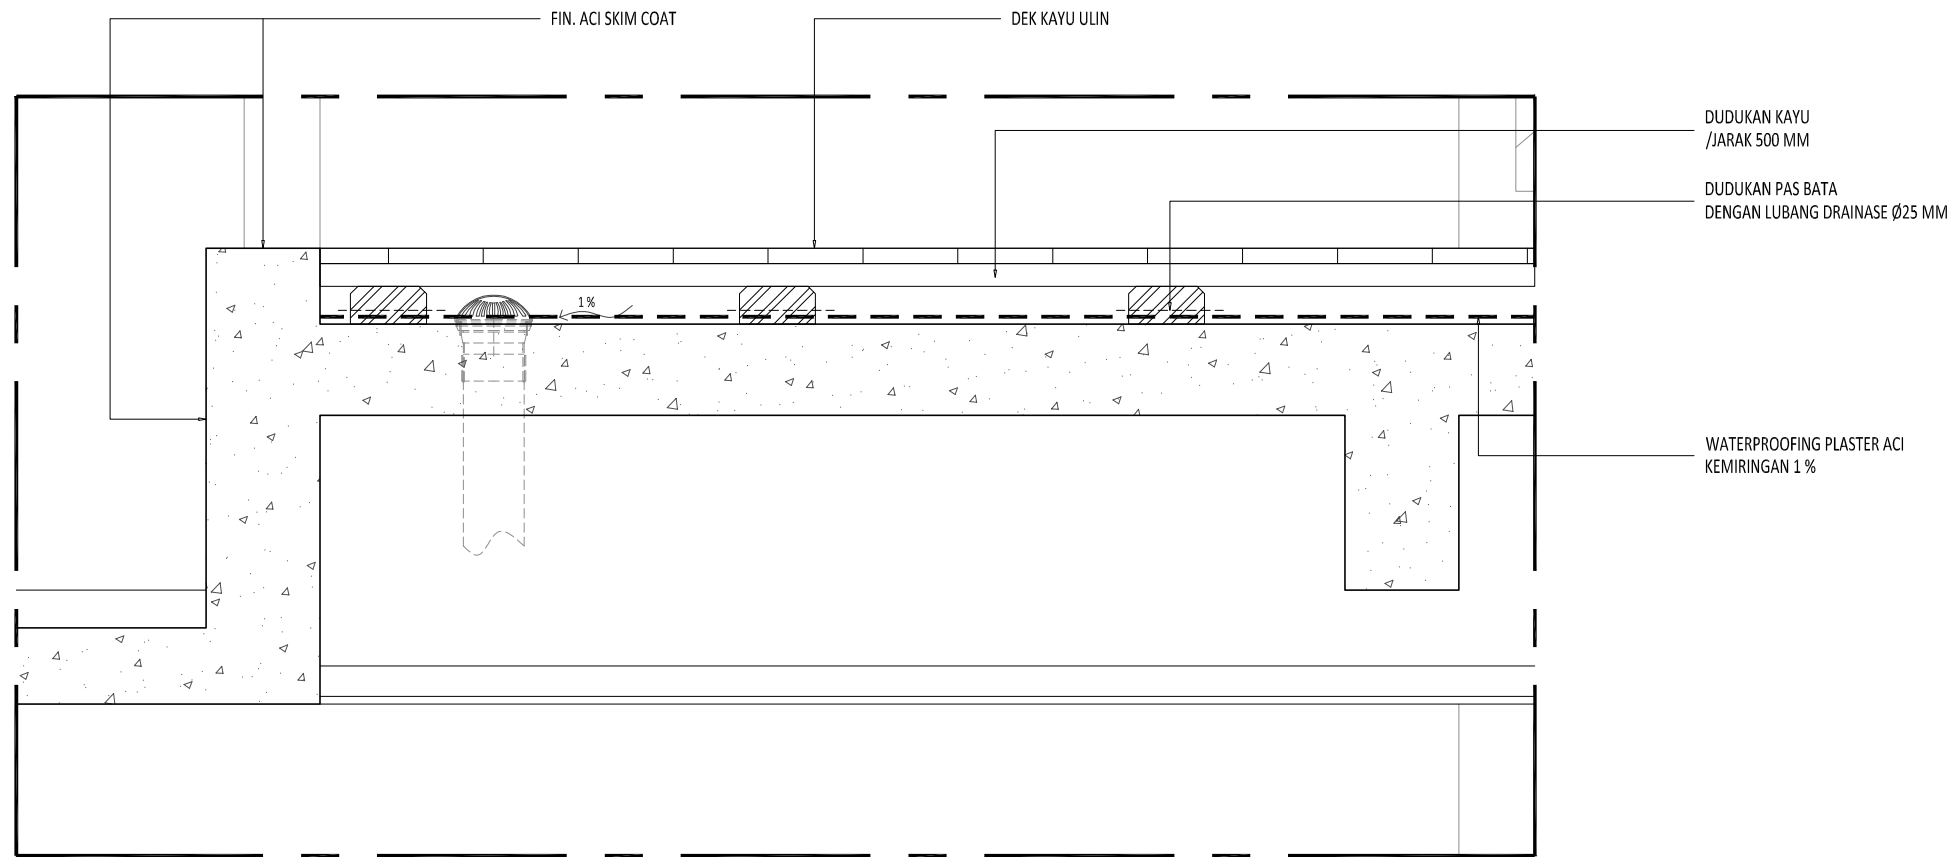 FIN. ACI SKIM COAT
DEK KAYU ULIN
DUDUKAN KAYU
/JARAK 500 MM
DUDUKAN PAS BATA
DENGAN LUBANG DRAINASE Ø25 MM
1 %
WATERPROOFING PLASTER ACI
KEMIRINGAN 1 %